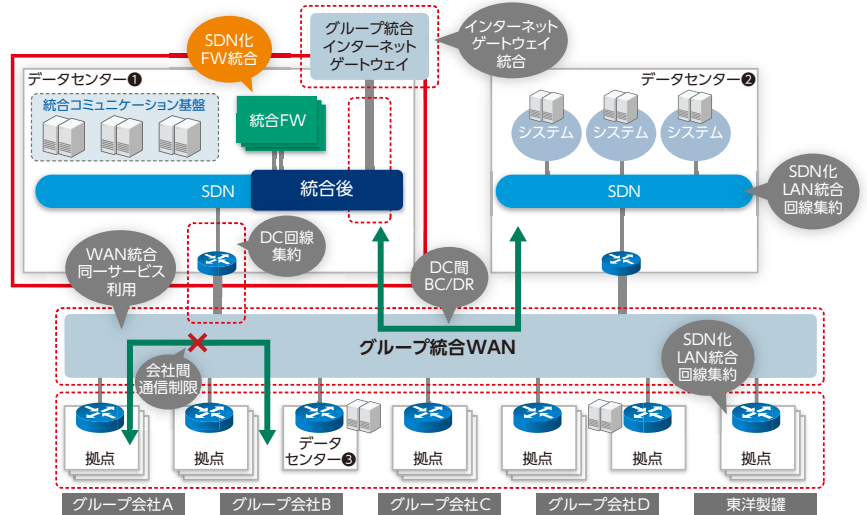 グループ統合
インターネット
ゲートウェイ
インターネット
ゲートウェイ
統合
SDN化
FW統合
データセンター❶
統合コミュニケーション基盤
統合FW
SDN
統合後
データセンター❷
システム
システム
システム
SDN
SDN化
LAN統合
回線集約
DC回線
集約
WAN統合
同一サービス
利用
DC間
BC/DR
グループ統合WAN
会社間
通信制限
SDN化
LAN統合
回線集約
拠点
拠点
データ
センター❸
拠点
拠点
拠点
拠点
グループ会社A
グループ会社B
グループ会社C
グループ会社D
東洋製罐